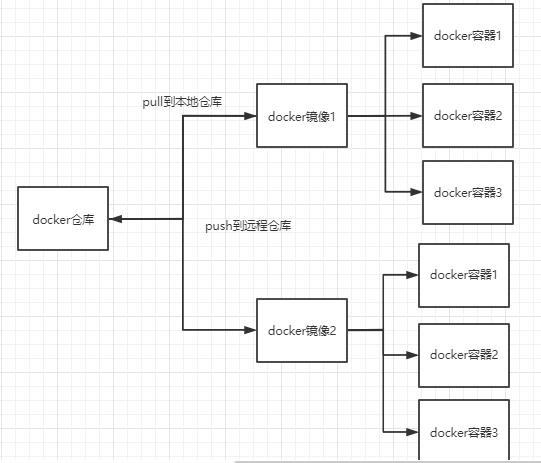 docker容器1
pull到本地仓库
docker镜像1
docker容器2
docker容器3
docker仓库
push到远程仓库
docker容器1
docker镜像2
docker容器2
docker容器3